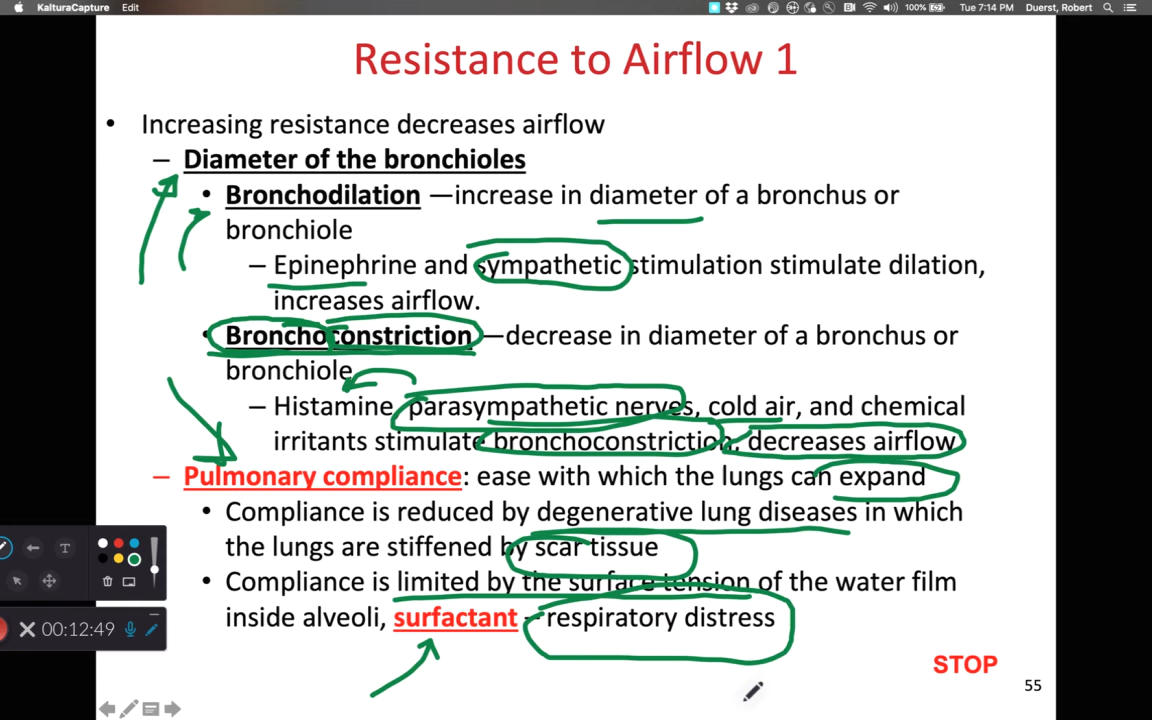 KalturaCapture Edit 100% Tue 7:14 PM Duerst, Robert
Resistance to Airflow 1
• Increasing resistance decreases airflow
– Diameter of the bronchioles
• Bronchodilation —increase in diameter of a bronchus or
bronchiole
– Epinephrine and sympathetic stimulation stimulate dilation,
increases airflow.
• Bronchoconstriction—decrease in diameter of a bronchus or
bronchiole
– Histamine, parasympathetic nerves, cold air, and chemical
irritants stimulate bronchoconstriction, decreases airflow
– Pulmonary compliance: ease with which the lungs can expand
• Compliance is reduced by degenerative lung diseases in which
the lungs are stiffened by scar tissue
• Compliance is limited by the surface tension of the water film
inside alveoli, surfactant – respiratory distress
T
00:12:49
STOP
55